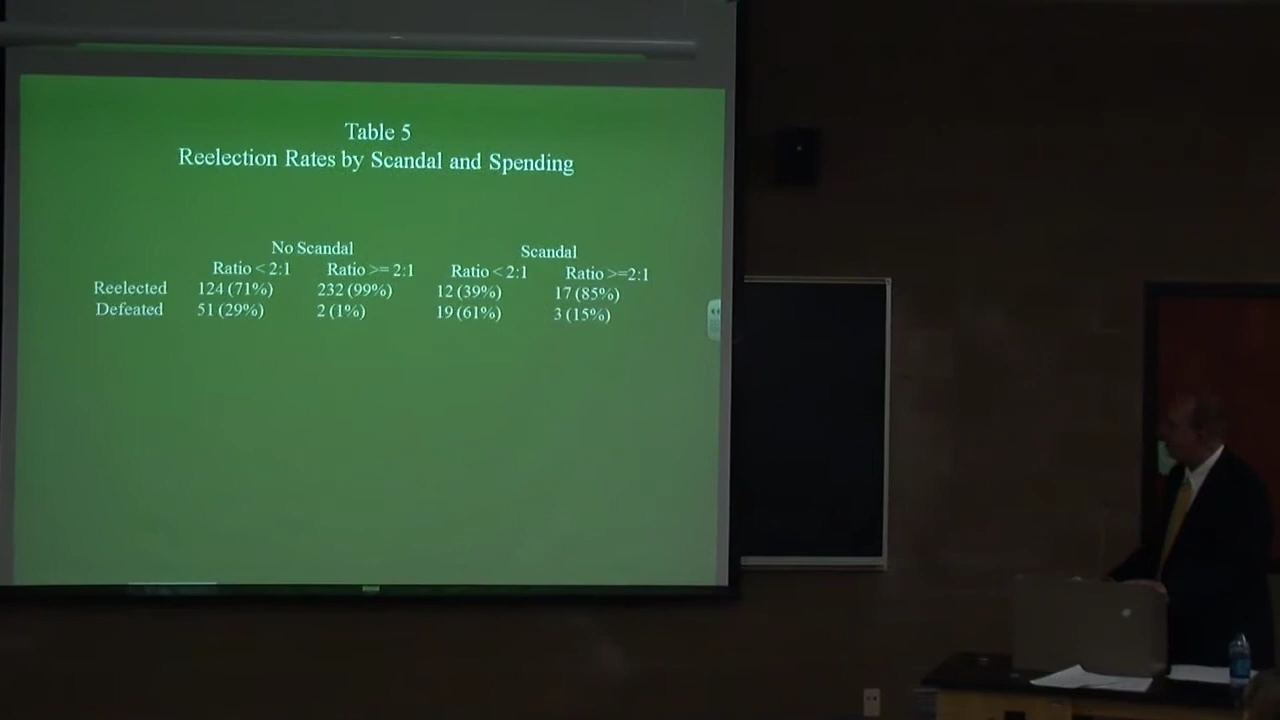 Table 5
Reelection Rates by Scandal and Spending
No Scandal Scandal
Ratio < 2:1 Ratio >= 2:1 Ratio < 2:1 Ratio >=2:1
Reelected 124 (71%) 232 (99%) 12 (39%) 17 (85%)
Defeated 51 (29%) 2 (1%) 19 (61%) 3 (15%)